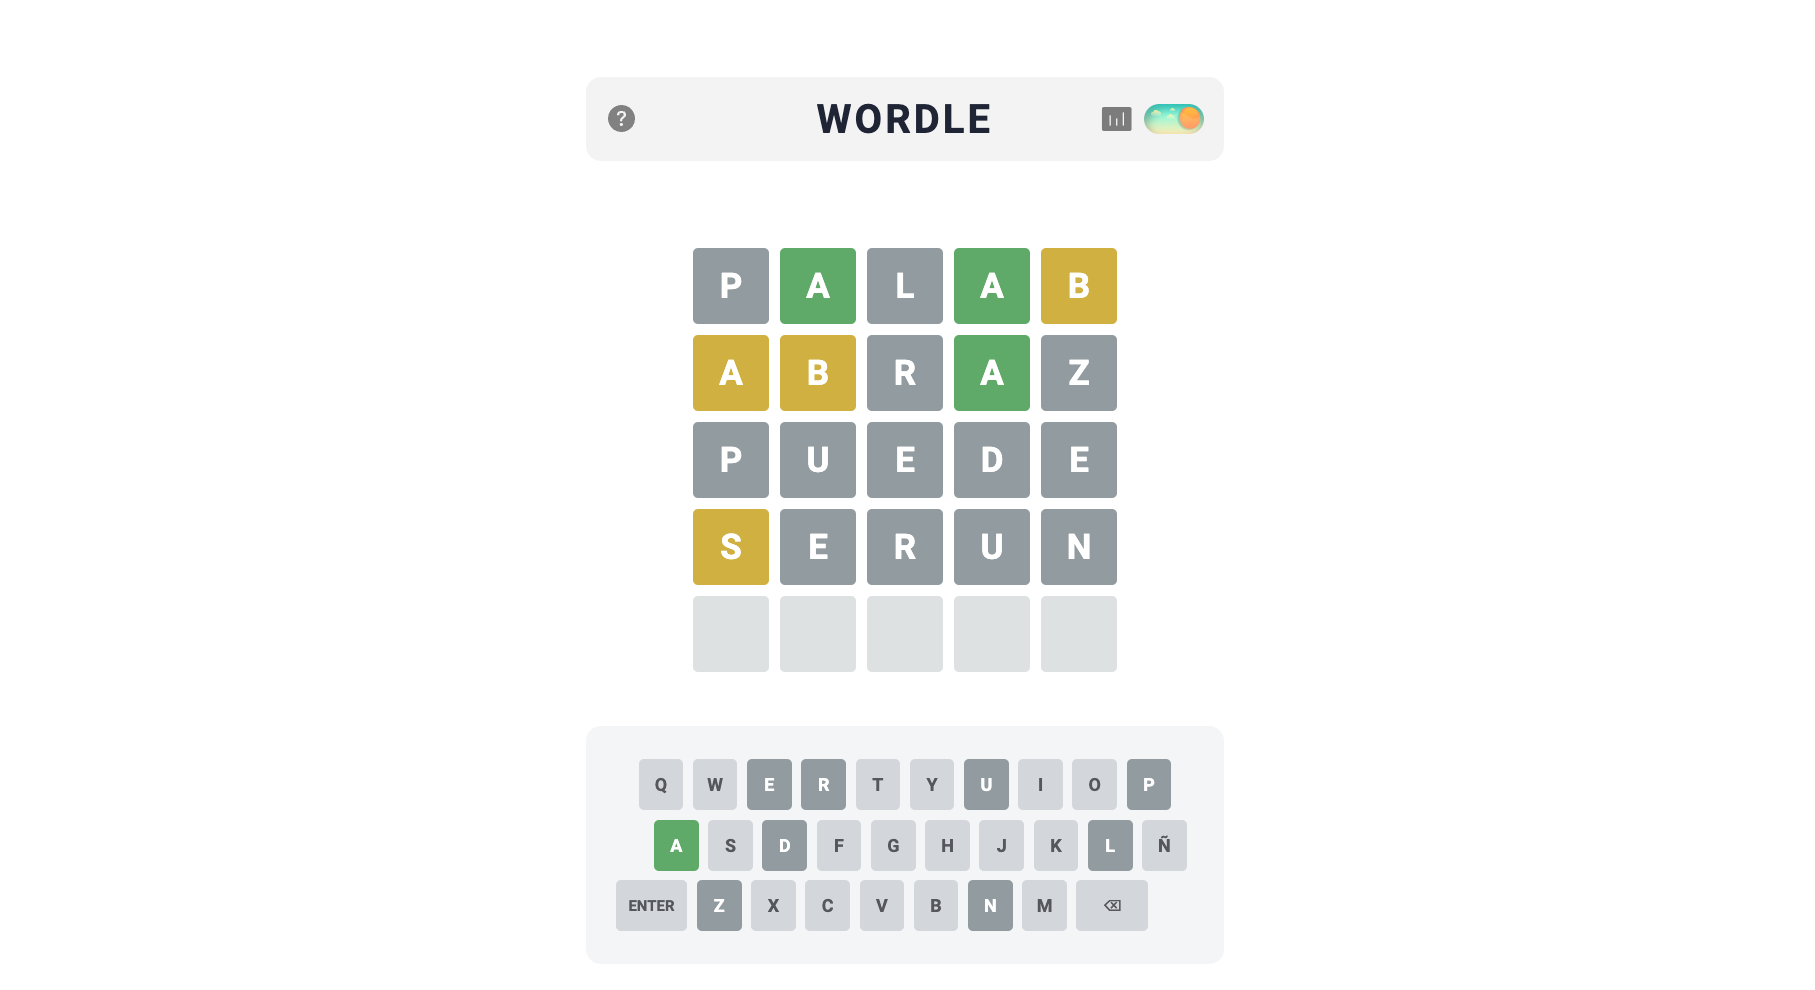 ?
WORDLE
P A L A B
A B R A Z
P U E D E
S E R U N
Q W E R T Y U I O P
A S D F G H J K L Ñ
ENTER Z X C V B N M ⌫